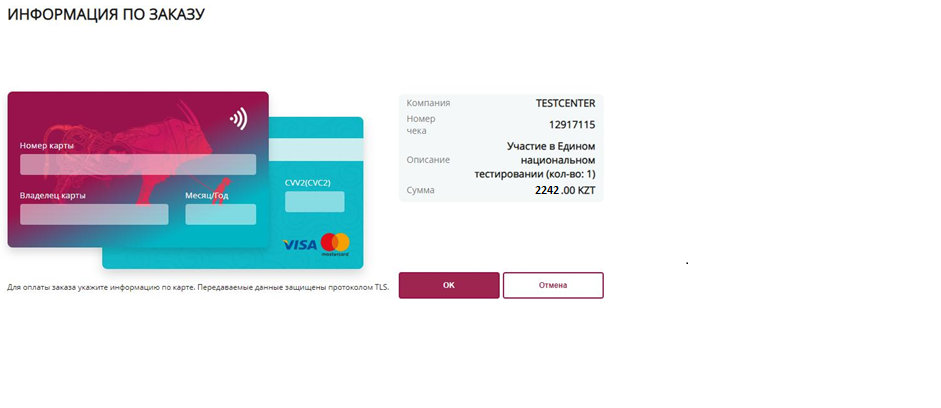 ИНФОРМАЦИЯ ПО ЗАКАЗУ
Номер карты
Владелец карты
Месяц/Год
CVV2(CVC2)
VISA
mastercard
Для оплаты заказа укажите информацию по карте. Передаваемые данные защищены протоколом TLS.
Компания TESTCENTER
Номер
чека
12917115
Описание
Участие в Едином
национальном
тестировании (кол-во: 1)
Сумма 2242 .00 KZT
OK
Отмена